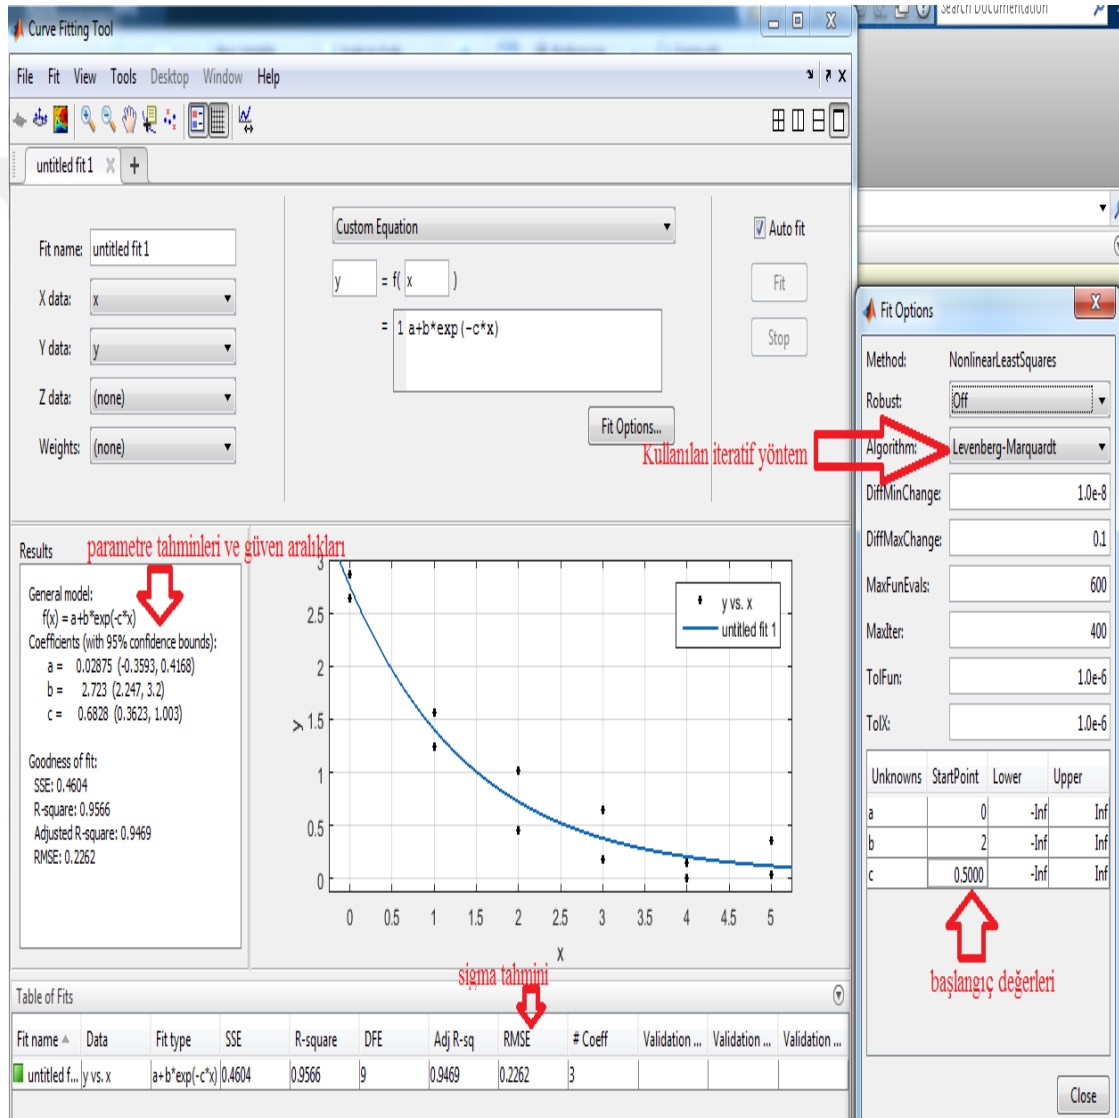 Curve Fitting Tool
File Fit View Tools Desktop Window Help
untitled fit 1
Fit name: untitled fit 1
X data: x
Y data: y
Z data: (none)
Weights: (none)
Custom Equation
y = f( x )
= 1 a+b*exp(-c*x)
Fit Options...
Auto fit
Fit
Stop
Kullanılan iteratif yöntem
Results
parametre tahminleri ve güven aralıkları
General model:
f(x) = a+b*exp(-c*x)
Coefficients (with 95% confidence bounds):
a = 0.02875 (-0.3593, 0.4168)
b = 2.723 (2.247, 3.2)
c = 0.6828 (0.3623, 1.003)
Goodness of fit:
SSE: 0.4604
R-square: 0.9566
Adjusted R-square: 0.9469
RMSE: 0.2262
3
2.5
2
1.5
1
0.5
0
y
y vs. x
untitled fit 1
0 0.5 1 1.5 2 2.5 3 3.5 4 4.5 5
x
sigma tahmini
Table of Fits
Fit name Data Fit type SSE R-square DFE Adj R-sq RMSE # Coeff Validation ... Validation ... Validation ...
untitled f... y vs. x a+b*exp(-c*x) 0.4604 0.9566 9 0.9469 0.2262 3
Search Documentation
Fit Options
Method: NonlinearLeastSquares
Robust: Off
Algorithm: Levenberg-Marquardt
DiffMinChange: 1.0e-8
DiffMaxChange: 0.1
MaxFunEvals: 600
MaxIter: 400
TolFun: 1.0e-6
TolX: 1.0e-6
Unknowns StartPoint Lower Upper
a 0 -Inf Inf
b 2 -Inf Inf
c 0.5000 -Inf Inf
başlangıç değerleri
Close